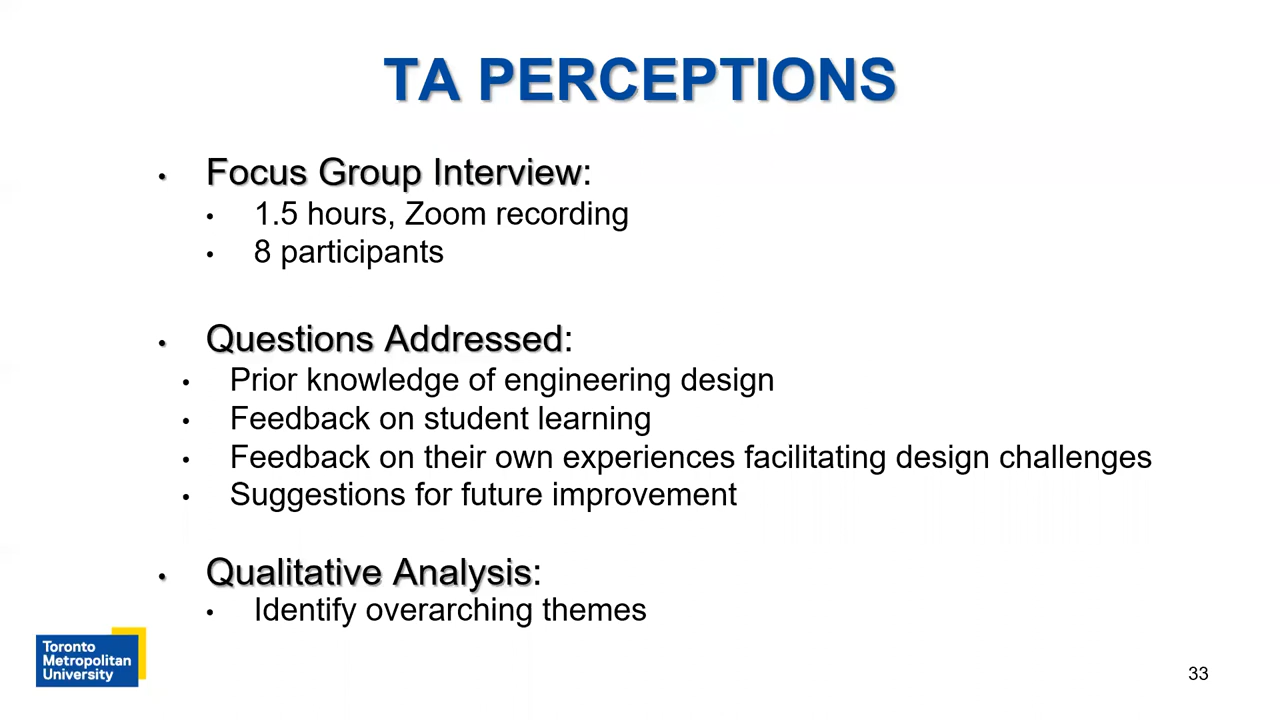 TA PERCEPTIONS
• Focus Group Interview:
• 1.5 hours, Zoom recording
• 8 participants
• Questions Addressed:
• Prior knowledge of engineering design
• Feedback on student learning
• Feedback on their own experiences facilitating design challenges
• Suggestions for future improvement
• Qualitative Analysis:
• Identify overarching themes
Toronto
Metropolitan
University
33